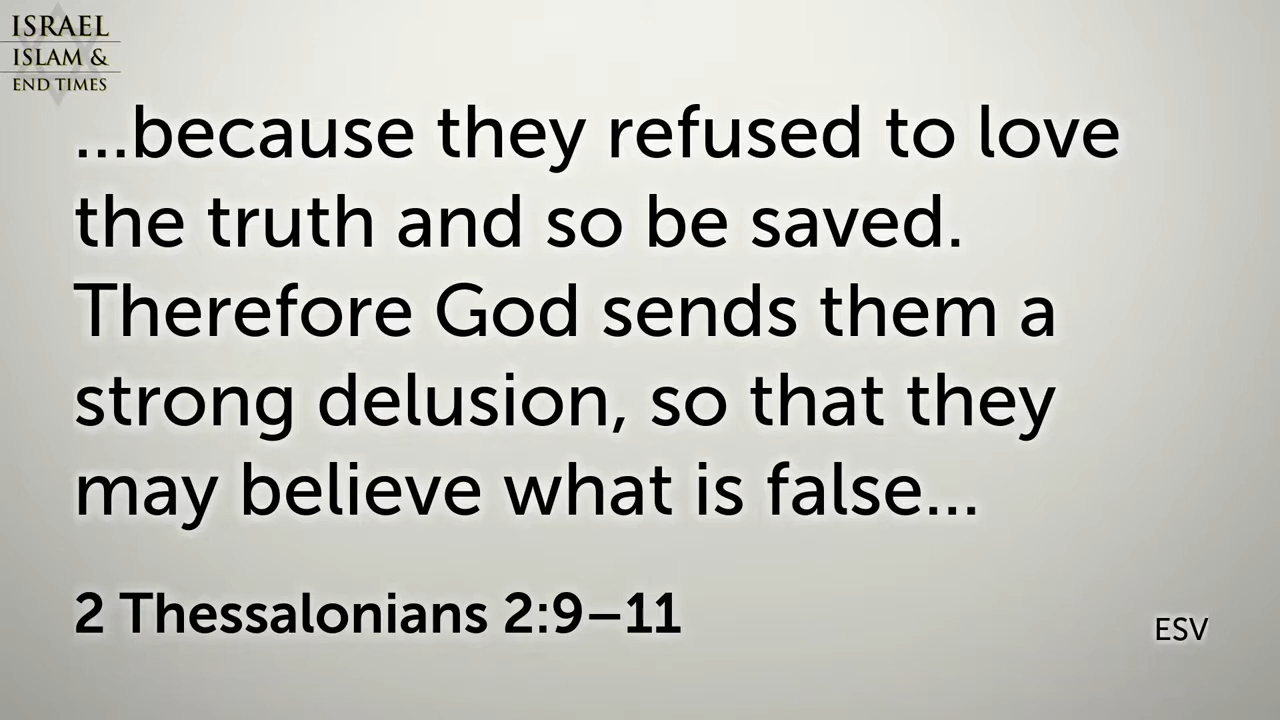 ISRAEL
ISLAM &
END TIMES
...because they refused to love
the truth and so be saved.
Therefore God sends them a
strong delusion, so that they
may believe what is false...
2 Thessalonians 2:9–11
ESV